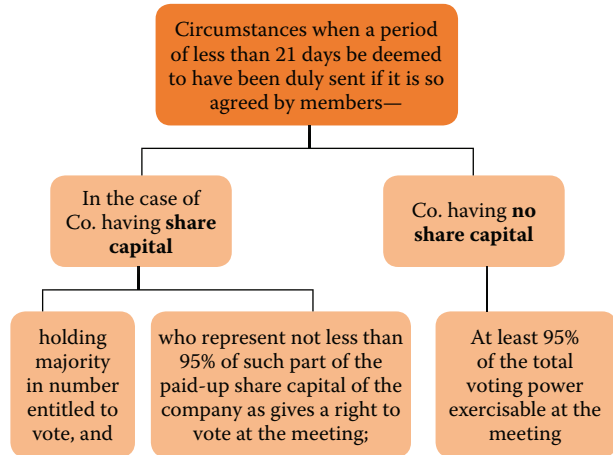 Circumstances when a period
of less than 21 days be deemed
to have been duly sent if it is so
agreed by members—
In the case of
Co. having share
capital
Co. having no
share capital
holding
majority
in number
entitled to
vote, and
who represent not less than
95% of such part of the
paid-up share capital of the
company as gives a right to
vote at the meeting;
At least 95%
of the total
voting power
exercisable at the
meeting